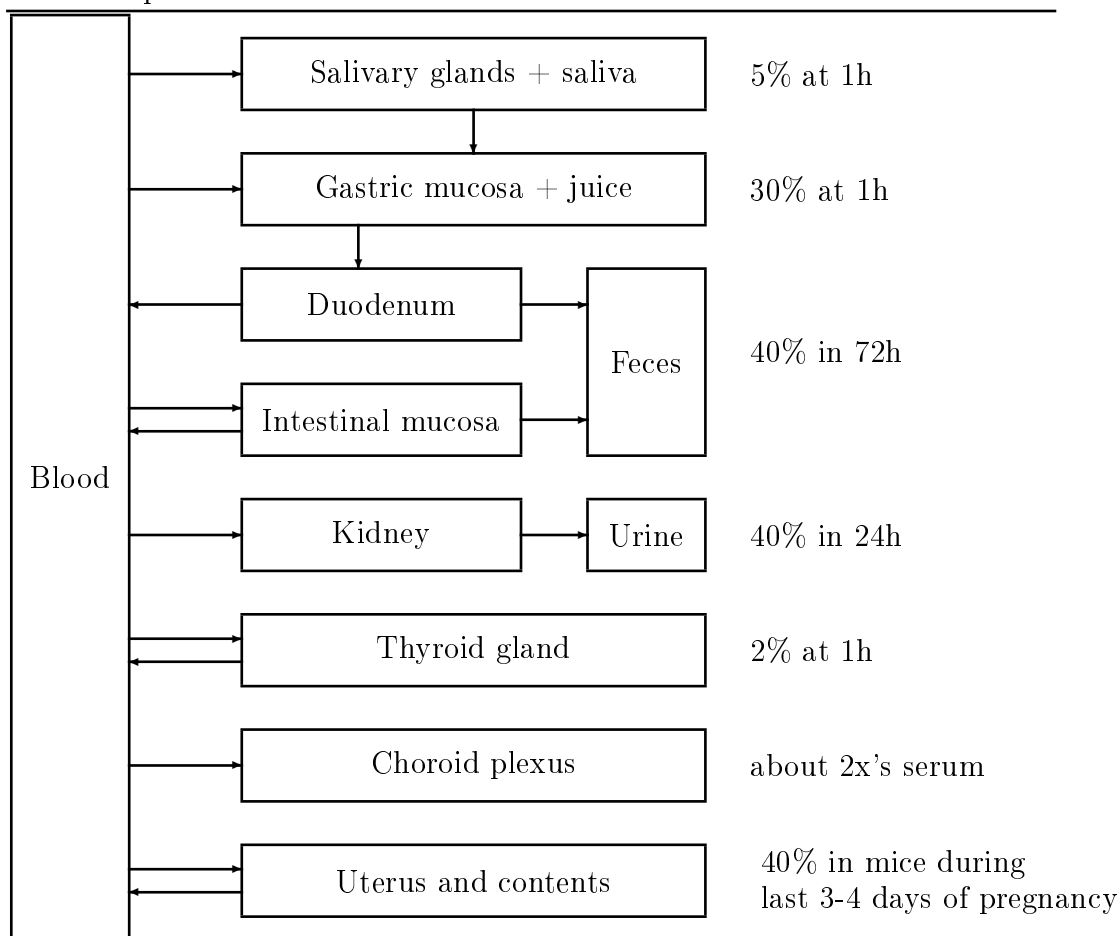 Salivary glands + saliva
5% at 1h
Gastric mucosa + juice
30% at 1h
Duodenum
Feces
40% in 72h
Intestinal mucosa
Blood
Kidney
Urine
40% in 24h
Thyroid gland
2% at 1h
Choroid plexus
about 2x's serum
Uterus and contents
40% in mice during
last 3-4 days of pregnancy